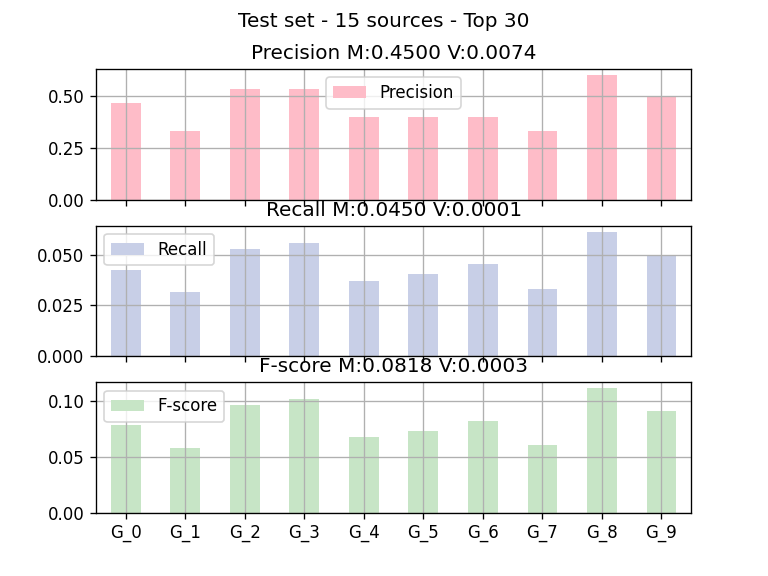 Test set - 15 sources - Top 30
Precision M:0.4500 V:0.0074
0.50
0.25
0.00
Precision
Recall M:0.0450 V:0.0001
0.050
0.025
0.000
Recall
F-score M:0.0818 V:0.0003
0.10
0.05
0.00
F-score
G_0 G_1 G_2 G_3 G_4 G_5 G_6 G_7 G_8 G_9